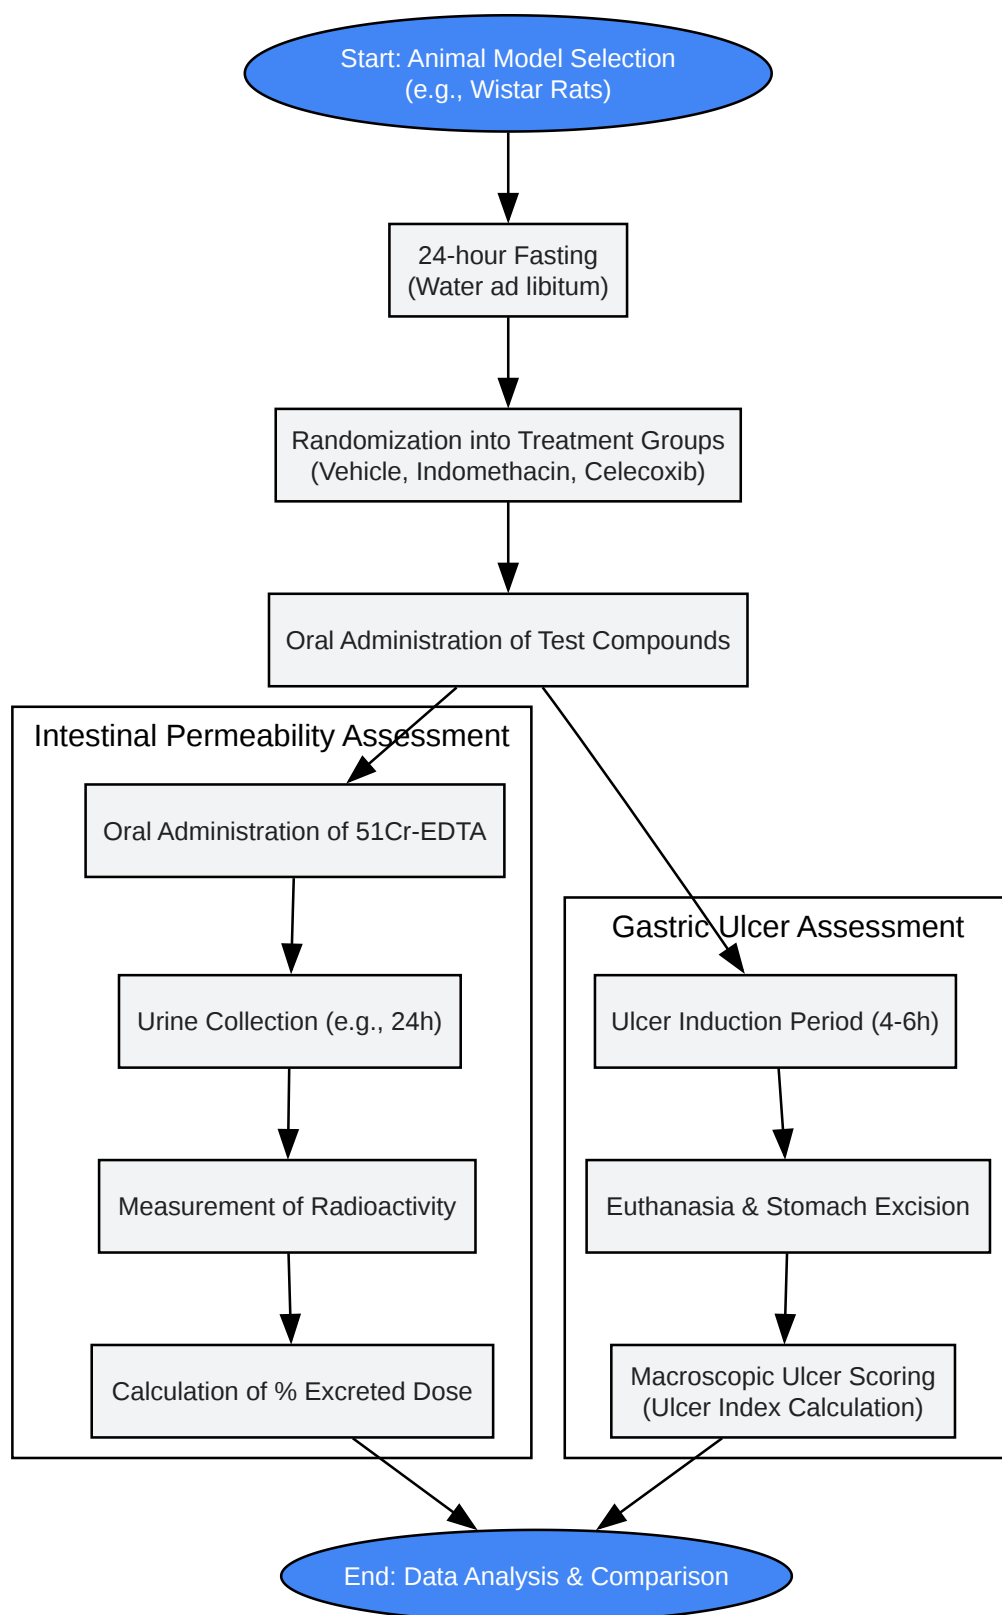 Start: Animal Model Selection
(e.g., Wistar Rats)
24-hour Fasting
(Water ad libitum)
Randomization into Treatment Groups
(Vehicle, Indomethacin, Celecoxib)
Oral Administration of Test Compounds
Intestinal Permeability Assessment
Oral Administration of 51Cr-EDTA
Urine Collection (e.g., 24h)
Measurement of Radioactivity
Calculation of % Excreted Dose
Gastric Ulcer Assessment
Ulcer Induction Period (4-6h)
Euthanasia & Stomach Excision
Macroscopic Ulcer Scoring
(Ulcer Index Calculation)
End: Data Analysis & Comparison